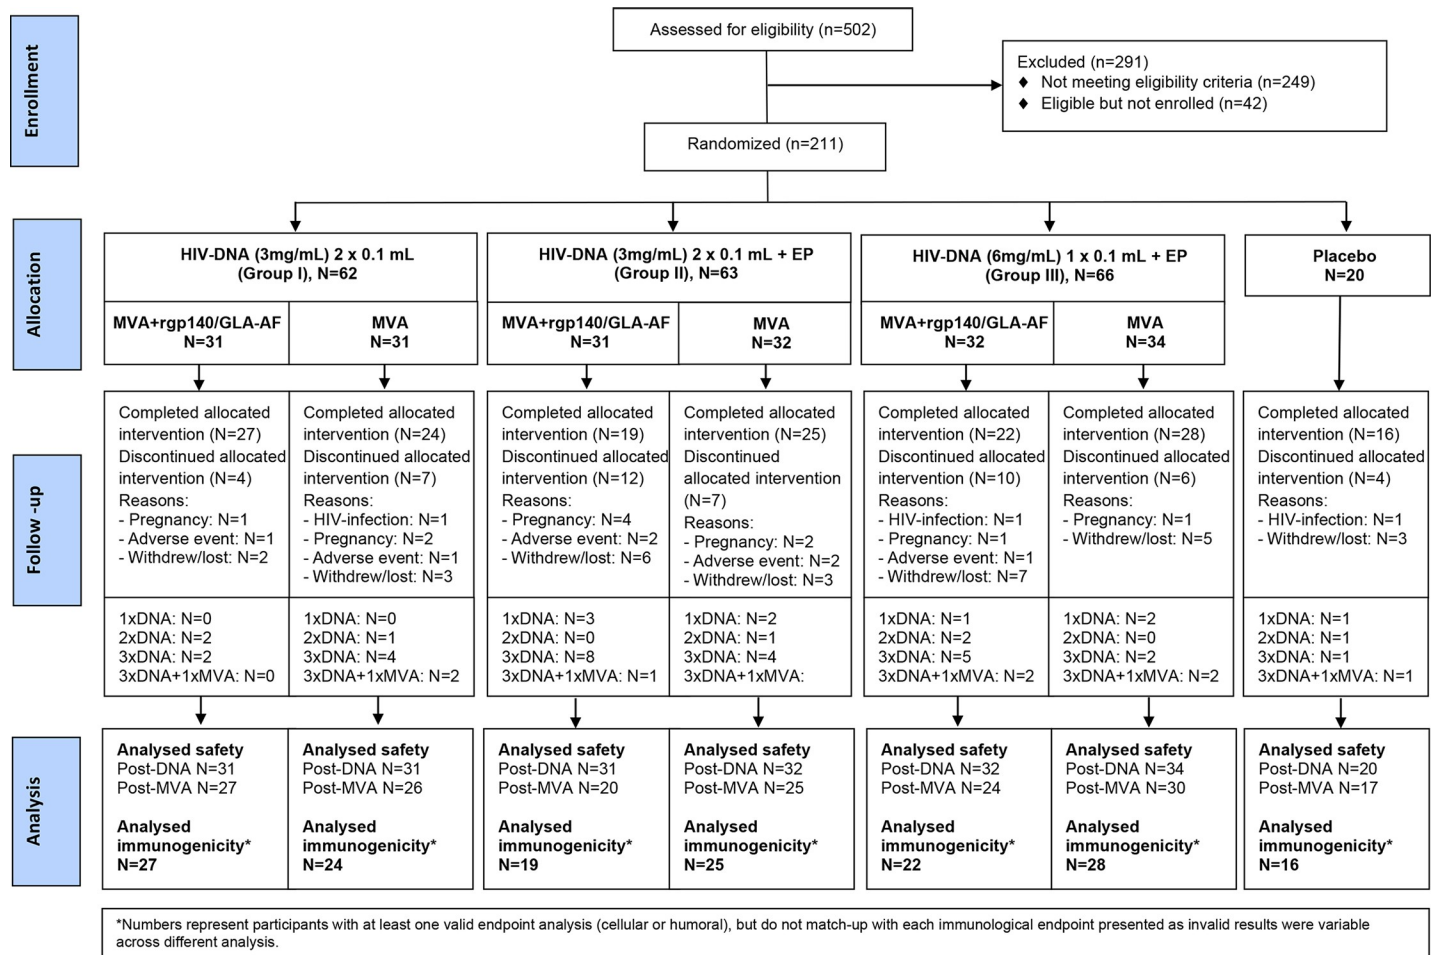 Enrollment
Assessed for eligibility (n=502)
Excluded (n=291)
♦ Not meeting eligibility criteria (n=249)
♦ Eligible but not enrolled (n=42)
Randomized (n=211)
Allocation
HIV-DNA (3mg/mL) 2 x 0.1 mL
(Group I), N=62
MVA+rgp140/GLA-AF
N=31
MVA
N=31
HIV-DNA (3mg/mL) 2 x 0.1 mL + EP
(Group II), N=63
MVA+rgp140/GLA-AF
N=31
MVA
N=32
HIV-DNA (6mg/mL) 1 x 0.1 mL + EP
(Group III), N=66
MVA+rgp140/GLA-AF
N=32
MVA
N=34
Placebo
N=20
Follow -up
Completed allocated
intervention (N=27)
Discontinued allocated
intervention (N=4)
Reasons:
- Pregnancy: N=1
- Adverse event: N=1
- Withdrew/lost: N=2
1xDNA: N=0
2xDNA: N=2
3xDNA: N=2
3xDNA+1xMVA: N=0
Completed allocated
intervention (N=24)
Discontinued allocated
intervention (N=7)
Reasons:
- HIV-infection: N=1
- Pregnancy: N=2
- Adverse event: N=1
- Withdrew/lost: N=3
1xDNA: N=0
2xDNA: N=1
3xDNA: N=4
3xDNA+1xMVA: N=2
Completed allocated
intervention (N=19)
Discontinued allocated
intervention (N=12)
Reasons:
- Pregnancy: N=4
- Adverse event: N=2
- Withdrew/lost: N=6
1xDNA: N=3
2xDNA: N=0
3xDNA: N=8
3xDNA+1xMVA: N=1
Completed allocated
intervention (N=25)
Discontinued
allocated intervention
(N=7)
Reasons:
- Pregnancy: N=2
- Adverse event: N=2
- Withdrew/lost: N=3
1xDNA: N=2
2xDNA: N=1
3xDNA: N=4
3xDNA+1xMVA:
Completed allocated
intervention (N=22)
Discontinued allocated
intervention (N=10)
Reasons:
- HIV-infection: N=1
- Pregnancy: N=1
- Adverse event: N=1
- Withdrew/lost: N=7
1xDNA: N=1
2xDNA: N=2
3xDNA: N=5
3xDNA+1xMVA: N=2
Completed allocated
intervention (N=28)
Discontinued allocated
intervention (N=6)
Reasons:
- Pregnancy: N=1
- Withdrew/lost: N=5
1xDNA: N=2
2xDNA: N=0
3xDNA: N=2
3xDNA+1xMVA: N=2
Completed allocated
intervention (N=16)
Discontinued allocated
intervention (N=4)
Reasons:
- HIV-infection: N=1
- Withdrew/lost: N=3
1xDNA: N=1
2xDNA: N=1
3xDNA: N=1
3xDNA+1xMVA: N=1
Analysis
Analysed safety
Post-DNA N=31
Post-MVA N=27
Analysed
immunogenicity*
N=27
Analysed safety
Post-DNA N=31
Post-MVA N=26
Analysed
immunogenicity*
N=24
Analysed safety
Post-DNA N=31
Post-MVA N=20
Analysed
immunogenicity*
N=19
Analysed safety
Post-DNA N=32
Post-MVA N=25
Analysed
immunogenicity*
N=25
Analysed safety
Post-DNA N=32
Post-MVA N=24
Analysed
immunogenicity*
N=22
Analysed safety
Post-DNA N=34
Post-MVA N=30
Analysed
immunogenicity*
N=28
Analysed safety
Post-DNA N=20
Post-MVA N=17
Analysed
immunogenicity*
N=16
*Numbers represent participants with at least one valid endpoint analysis (cellular or humoral), but do not match-up with each immunological endpoint presented as invalid results were variable
across different analysis.